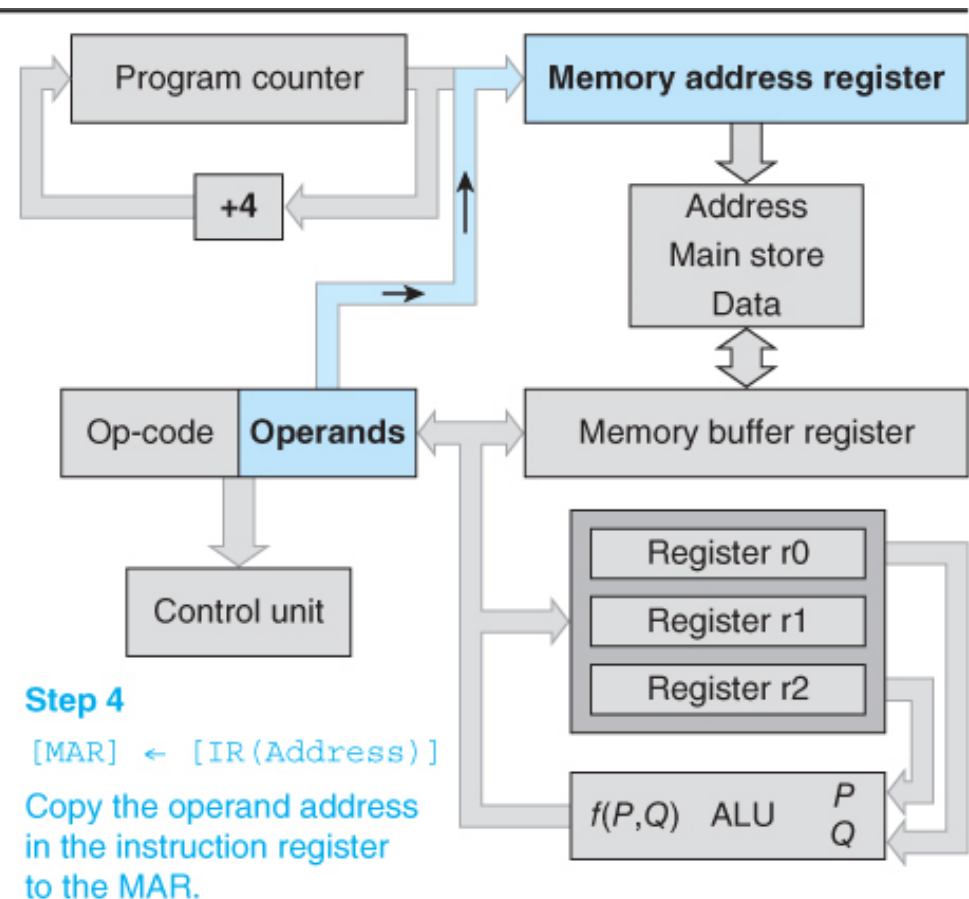 Program counter
Memory address register
+4
Address
Main store
Data
Op-code
Operands
Memory buffer register
Control unit
Register r0
Register r1
Register r2
f(P,Q) ALU
P
Q
Step 4
[MAR] ← [IR(Address)]
Copy the operand address
in the instruction register
to the MAR.